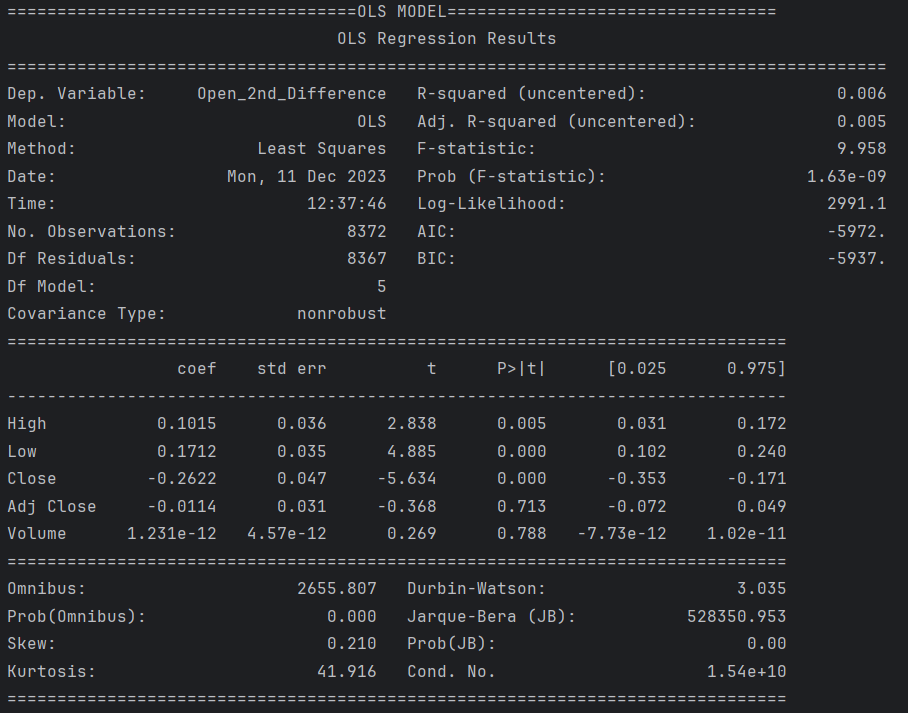 ===================================OLS MODEL=================================
OLS Regression Results
========================================================================================
Dep. Variable:     Open_2nd_Difference   R-squared (uncentered):                   0.006
Model:                             OLS   Adj. R-squared (uncentered):              0.005
Method:                  Least Squares   F-statistic:                              9.958
Date:                 Mon, 11 Dec 2023   Prob (F-statistic):                    1.63e-09
Time:                         12:37:46   Log-Likelihood:                          2991.1
No. Observations:                 8372   AIC:                                     -5972.
Df Residuals:                     8367   BIC:                                     -5937.
Df Model:                            5
Covariance Type:             nonrobust
==============================================================================
                 coef    std err          t      P>|t|      [0.025      0.975]
------------------------------------------------------------------------------
High           0.1015      0.036      2.838      0.005       0.031       0.172
Low            0.1712      0.035      4.885      0.000       0.102       0.240
Close         -0.2622      0.047     -5.634      0.000      -0.353      -0.171
Adj Close     -0.0114      0.031     -0.368      0.713      -0.072       0.049
Volume      1.231e-12   4.57e-12      0.269      0.788   -7.73e-12    1.02e-11
==============================================================================
Omnibus:                     2655.807   Durbin-Watson:                   3.035
Prob(Omnibus):                  0.000   Jarque-Bera (JB):           528350.953
Skew:                           0.210   Prob(JB):                         0.00
Kurtosis:                      41.916   Cond. No.                     1.54e+10
==============================================================================